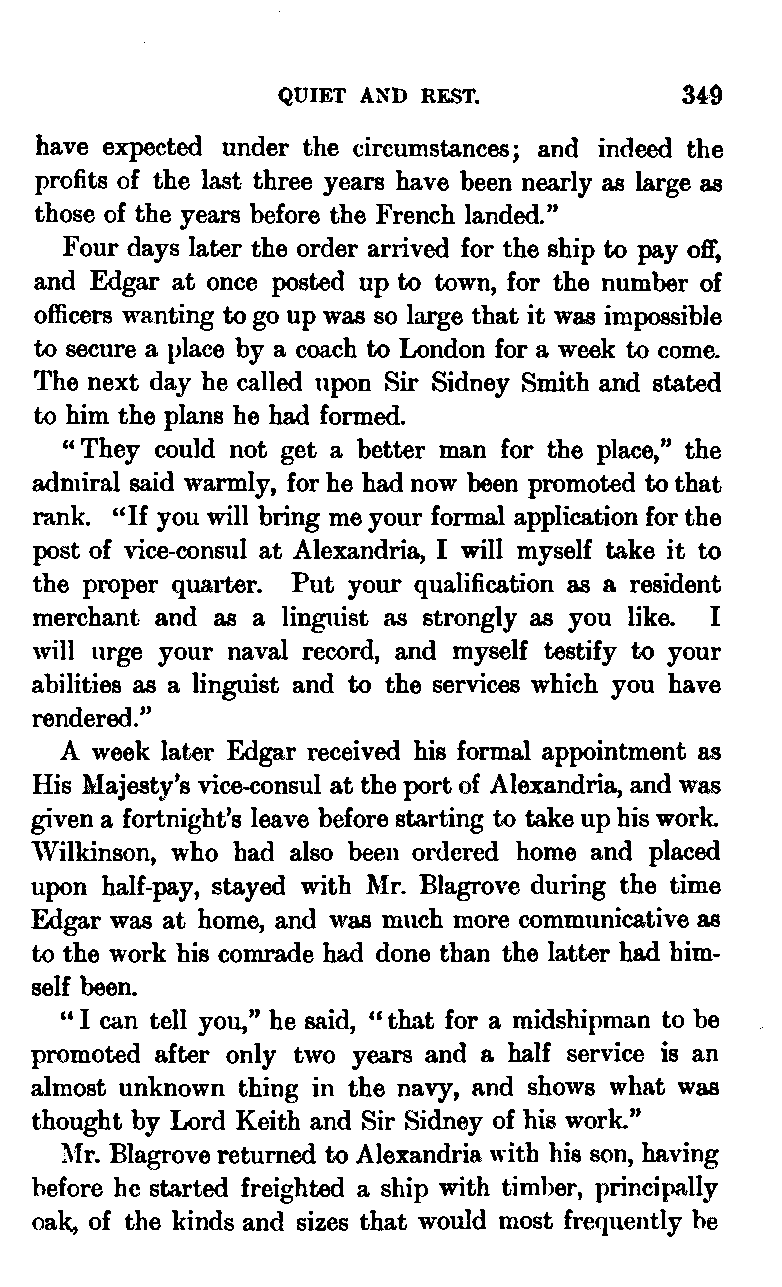 QUIET AND REST. 349
have expected under the circumstances; and indeed the
profits of the last three years have been nearly as large as
those of the years before the French landed."
Four days later the order arrived for the ship to pay off,
and Edgar at once posted up to town, for the number of
officers wanting to go up was so large that it was impossible
to secure a place by a coach to London for a week to come.
The next day he called upon Sir Sidney Smith and stated
to him the plans he had formed.
"They could not get a better man for the place," the
admiral said warmly, for he had now been promoted to that
rank. "If you will bring me your formal application for the
post of vice-consul at Alexandria, I will myself take it to
the proper quarter. Put your qualification as a resident
merchant and as a linguist as strongly as you like. I
will urge your naval record, and myself testify to your
abilities as a linguist and to the services which you have
rendered."
A week later Edgar received his formal appointment as
His Majesty's vice-consul at the port of Alexandria, and was
given a fortnight's leave before starting to take up his work.
Wilkinson, who had also been ordered home and placed
upon half-pay, stayed with Mr. Blagrove during the time
Edgar was at home, and was much more communicative as
to the work his comrade had done than the latter had him-
self been.
"I can tell you," he said, "that for a midshipman to be
promoted after only two years and a half service is an
almost unknown thing in the navy, and shows what was
thought by Lord Keith and Sir Sidney of his work."
Mr. Blagrove returned to Alexandria with his son, having
before he started freighted a ship with timber, principally
oak, of the kinds and sizes that would most frequently be